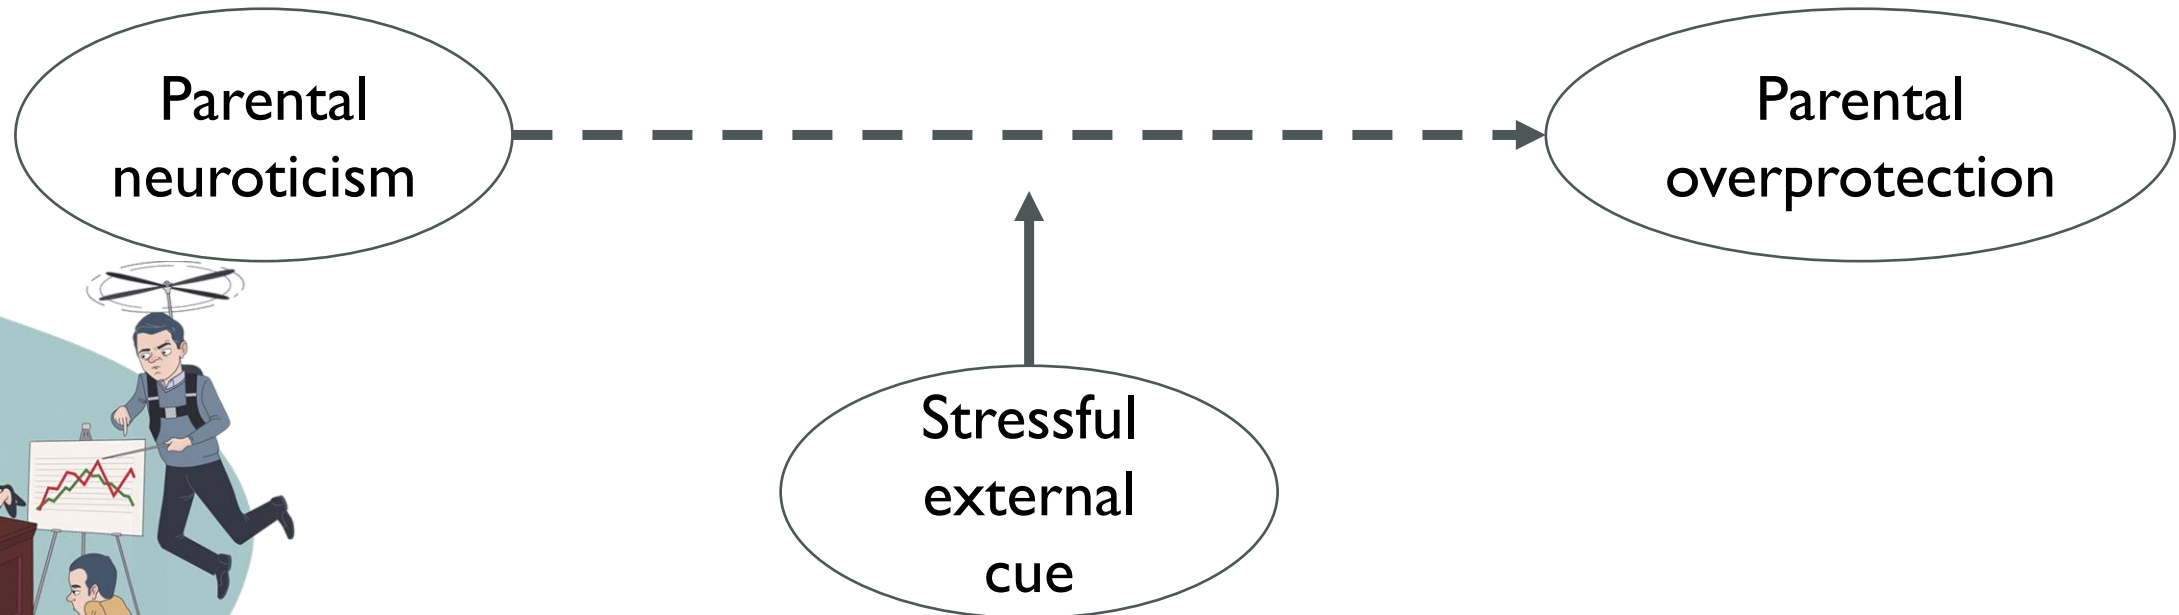 Parental
neuroticism
Parental
overprotection
Stressful
external
cue